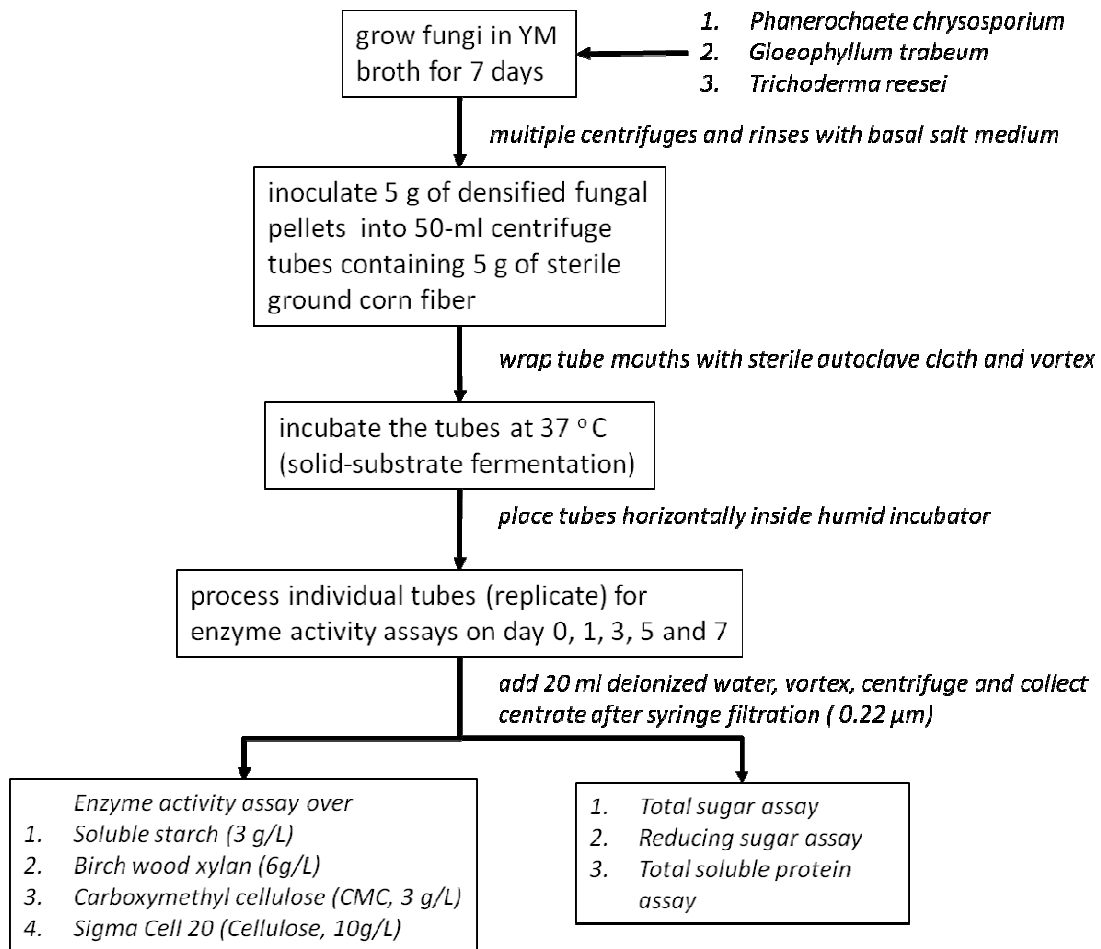 grow fungi in YM
broth for 7 days
1. Phanerochaete chrysosporium
2. Gloeophyllum trabeum
3. Trichoderma reesei
multiple centrifuges and rinses with basal salt medium
inoculate 5 g of densified fungal
pellets into 50-ml centrifuge
tubes containing 5 g of sterile
ground corn fiber
wrap tube mouths with sterile autoclave cloth and vortex
incubate the tubes at 37 °C
(solid-substrate fermentation)
place tubes horizontally inside humid incubator
process individual tubes (replicate) for
enzyme activity assays on day 0, 1, 3, 5 and 7
add 20 ml deionized water, vortex, centrifuge and collect
centrate after syringe filtration ( 0.22 µm)
Enzyme activity assay over
1. Soluble starch (3 g/L)
2. Birch wood xylan (6g/L)
3. Carboxymethyl cellulose (CMC, 3 g/L)
4. Sigma Cell 20 (Cellulose, 10g/L)
1. Total sugar assay
2. Reducing sugar assay
3. Total soluble protein
assay